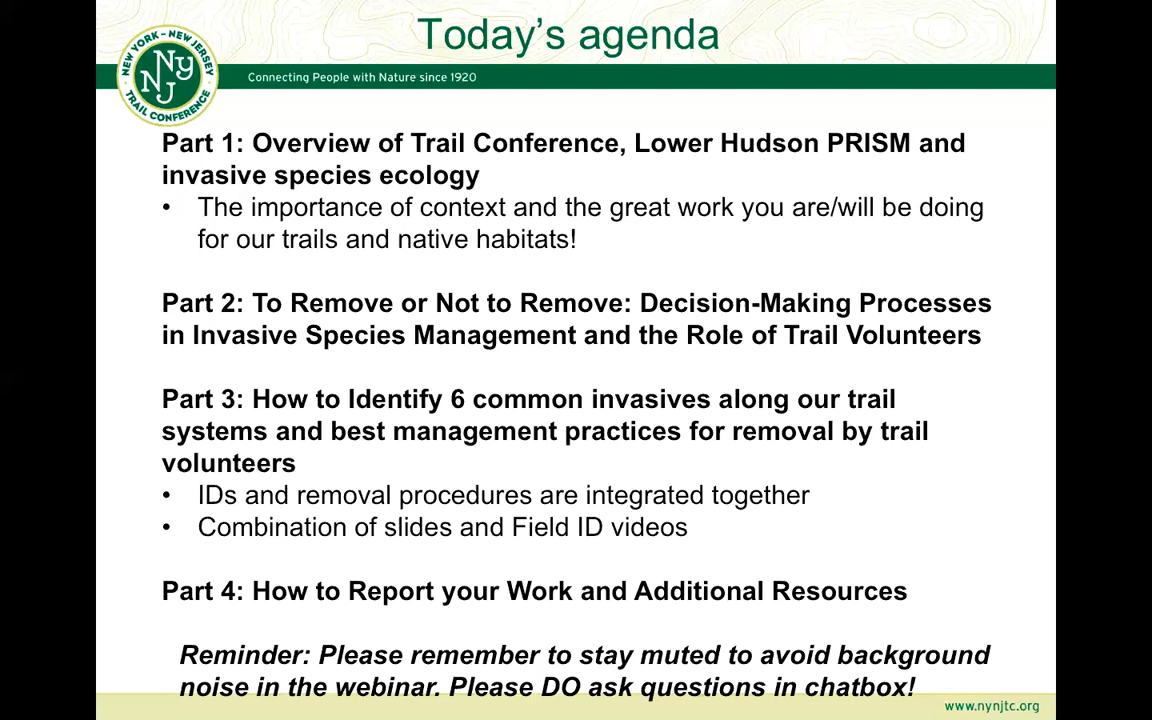 Today's agenda
NEW YORK - NEW JERSEY
NY
NJ
TRAIL CONFERENCE
Connecting People with Nature since 1920
Part 1: Overview of Trail Conference, Lower Hudson PRISM and
invasive species ecology
• The importance of context and the great work you are/will be doing
for our trails and native habitats!
Part 2: To Remove or Not to Remove: Decision-Making Processes
in Invasive Species Management and the Role of Trail Volunteers
Part 3: How to Identify 6 common invasives along our trail
systems and best management practices for removal by trail
volunteers
• IDs and removal procedures are integrated together
• Combination of slides and Field ID videos
Part 4: How to Report your Work and Additional Resources
Reminder: Please remember to stay muted to avoid background
noise in the webinar. Please DO ask questions in chatbox!
www.nynjtc.org